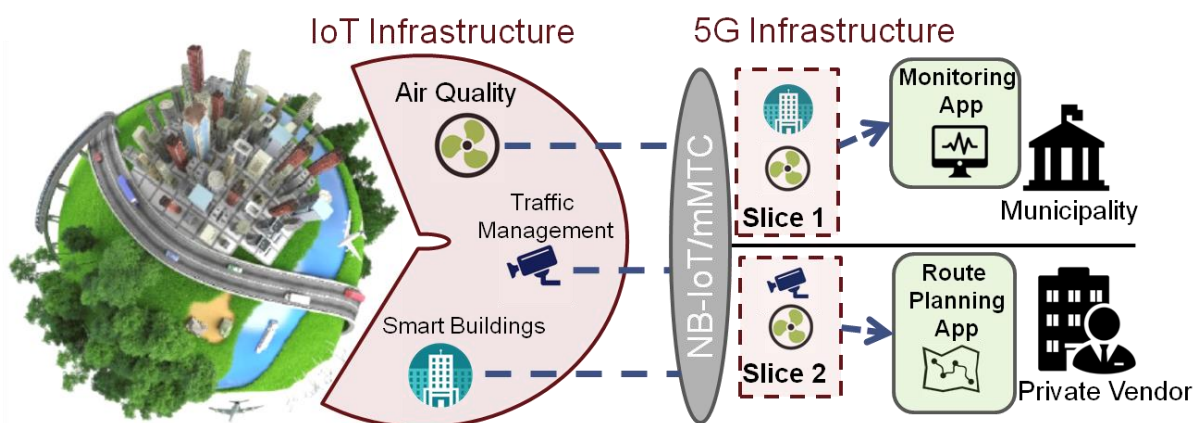 IoT Infrastructure
5G Infrastructure
Air Quality
Traffic
Management
Smart Buildings
NB-IoT/mMTC
Slice 1
Monitoring
App
Municipality
Slice 2
Route
Planning
App
Private Vendor